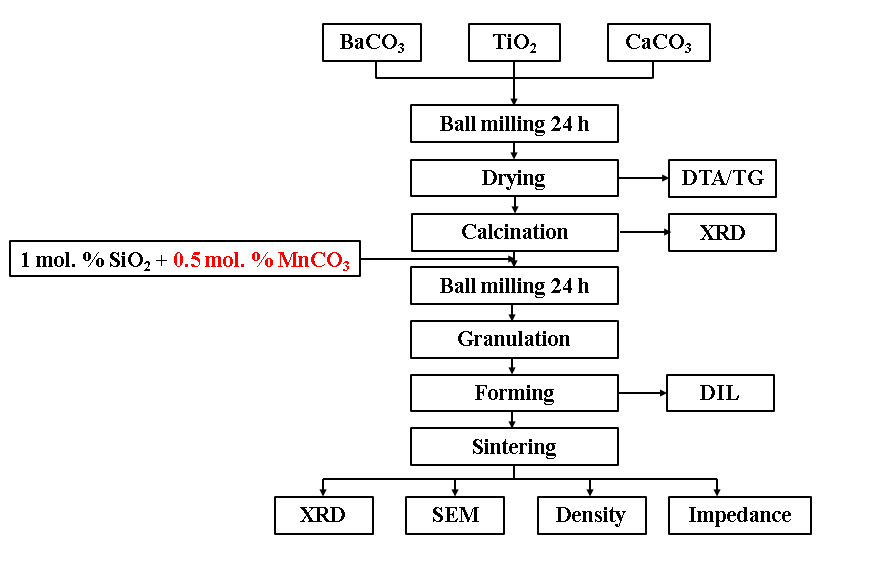 BaCO₃
TiO₂
CaCO₃
Ball milling 24 h
Drying
DTA/TG
Calcination
XRD
1 mol. % SiO₂ + 0.5 mol. % MnCO₃
Ball milling 24 h
Granulation
Forming
DIL
Sintering
XRD
SEM
Density
Impedance